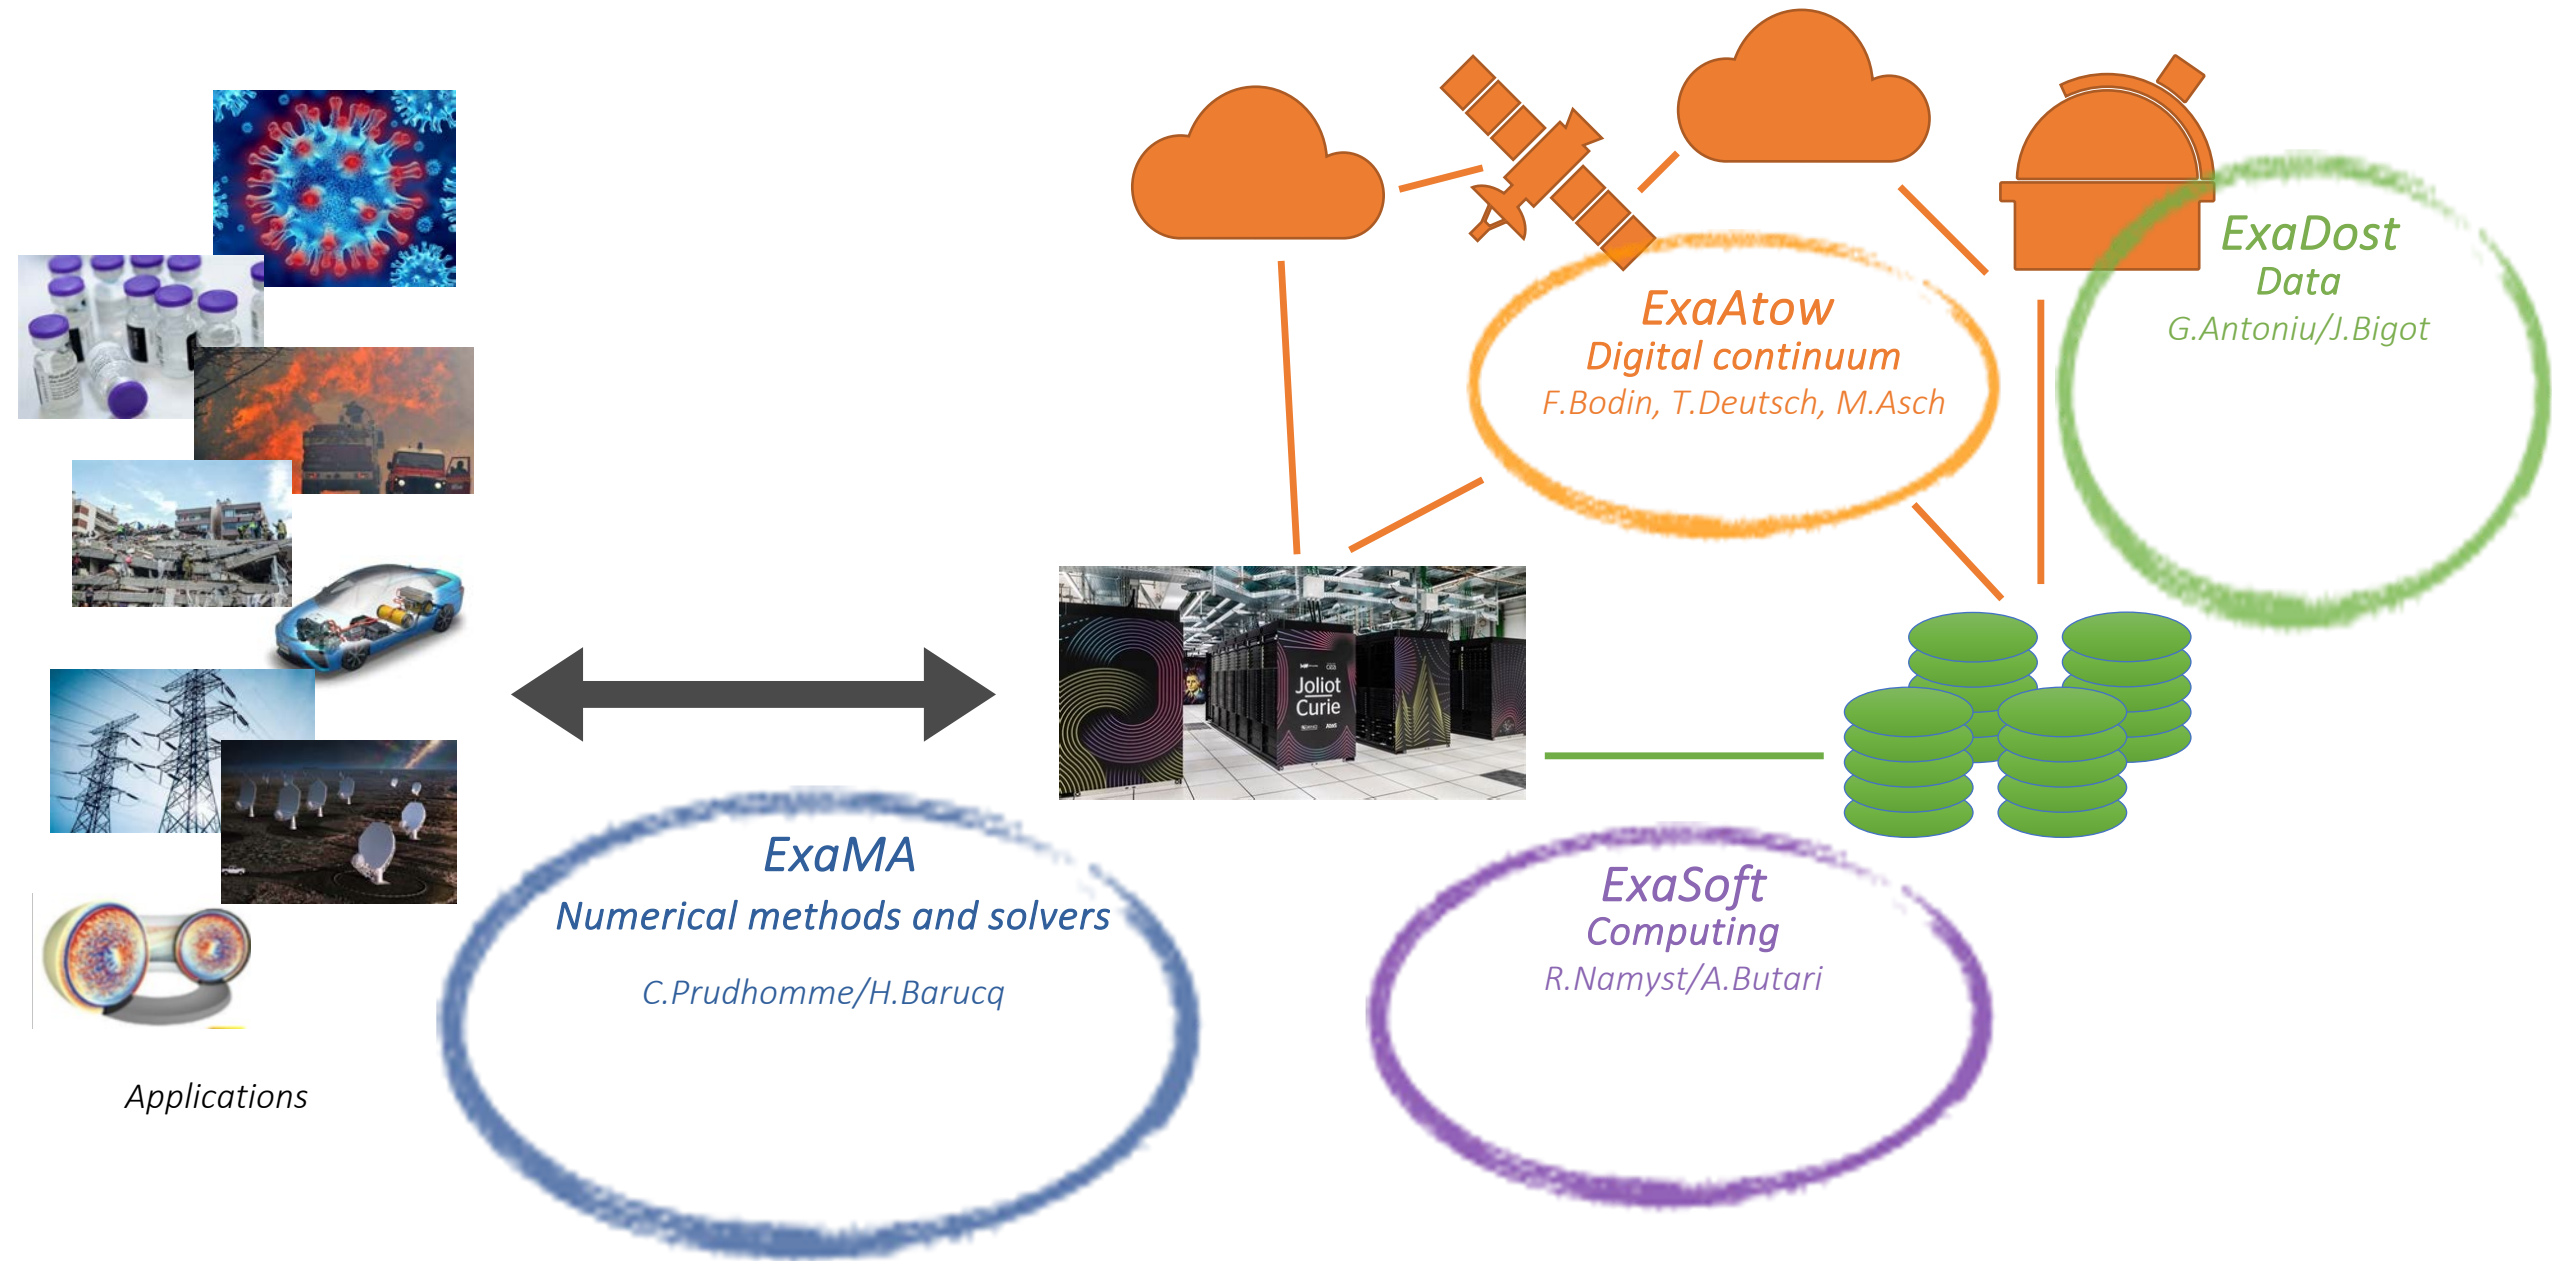 ExaDost
Data
G.Antoniu/J.Bigot
ExaAtow
Digital continuum
F.Bodin, T.Deutsch, M.Asch
Joliot
Curie
ExaMA
Numerical methods and solvers
C.Prudhomme/H.Barucq
ExaSoft
Computing
R.Namyst/A.Butari
Applications